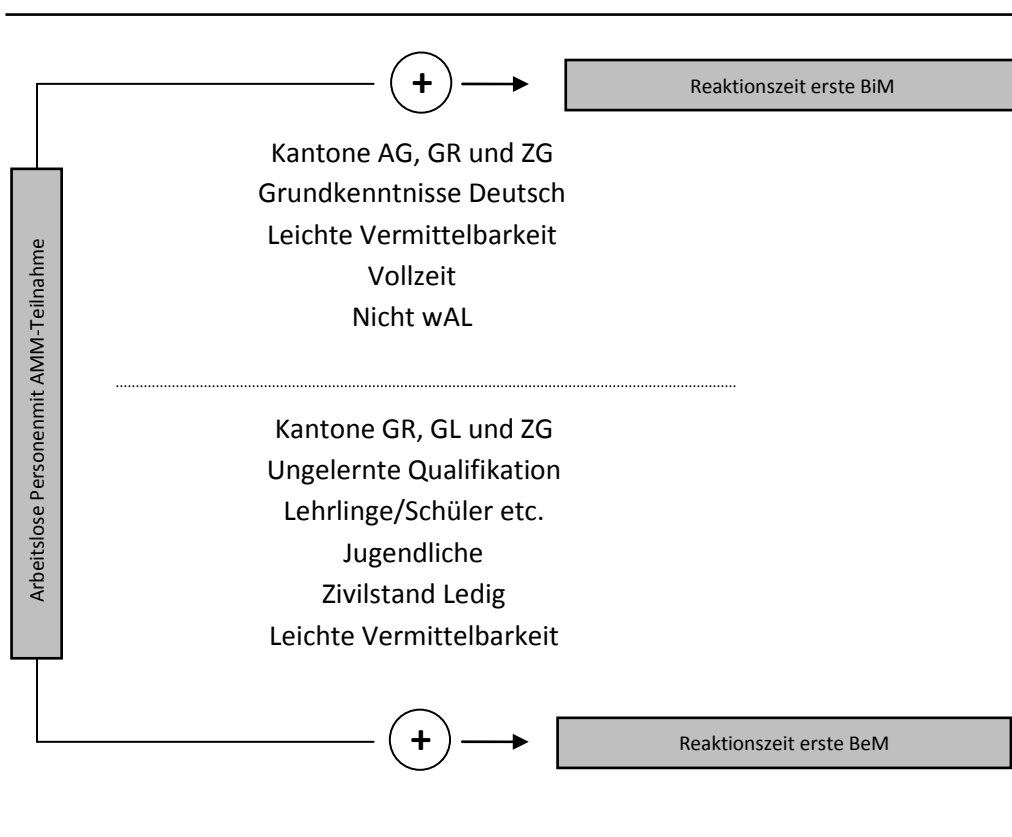 +
Reaktionszeit erste BiM
Kantone AG, GR und ZG
Grundkenntnisse Deutsch
Leichte Vermittelbarkeit
Vollzeit
Nicht wAL
Arbeitslose Personenmit AMM-Teilnahme
Kantone GR, GL und ZG
Ungelernte Qualifikation
Lehrlinge/Schüler etc.
Jugendliche
Zivilstand Ledig
Leichte Vermittelbarkeit
+
Reaktionszeit erste BeM